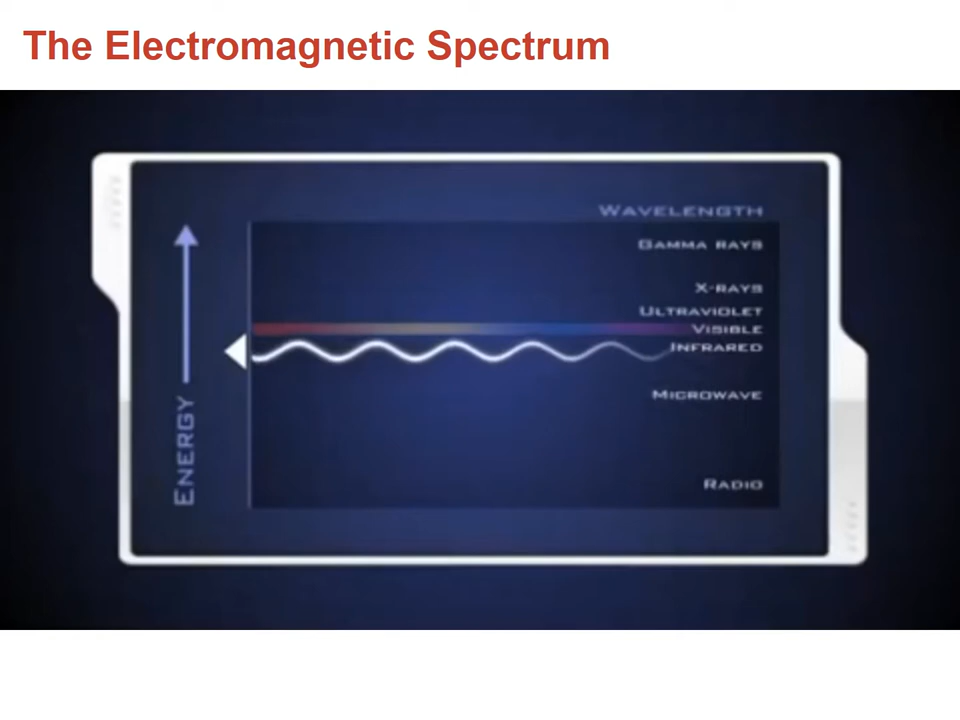 The Electromagnetic Spectrum
WAVELENGTH
GAMMA RAYS
X-RAYS
ULTRAVIOLET
VISIBLE
INFRARED
MICROWAVE
RADIO
ENERGY